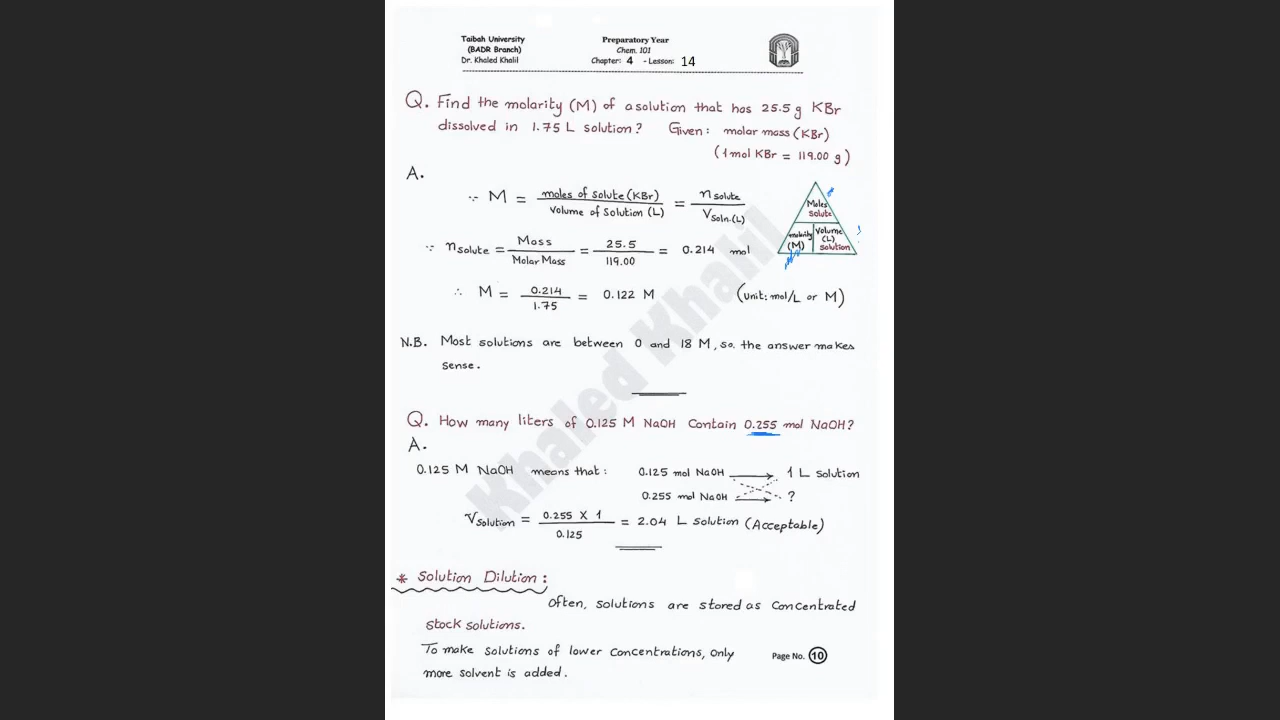 Taibah University
(BADR Branch)
Dr. Khaled Khalil
Preparatory Year
Chem. 101
Chapter: 4 - Lesson: 14
Q. Find the molarity (M) of a solution that has 25.5 g KBr
dissolved in 1.75 L solution? Given: molar mass (KBr)
(1 mol KBr = 119.00 g)
A.
∵ M = moles of solute (KBr) / Volume of Solution (L) = n solute / V soln. (L)
Moles
solute
molarity
(M)
Volume
(L)
solution
∵ n solute = Mass / Molar Mass = 25.5 / 119.00 = 0.214 mol
∴ M = 0.214 / 1.75 = 0.122 M (Unit: mol/L or M)
N.B. Most solutions are between 0 and 18 M, so. the answer makes
sense.
Q. How many liters of 0.125 M NaOH Contain 0.255 mol NaOH?
A.
0.125 M NaOH means that: 0.125 mol NaOH → 1 L solution
0.255 mol NaOH → ?
V solution = 0.255 X 1 / 0.125 = 2.04 L solution (Acceptable)
* Solution Dilution:
Often, solutions are stored as concentrated
stock solutions.
To make solutions of lower concentrations, only
more solvent is added.
Page No. 10
Khaled Khalil